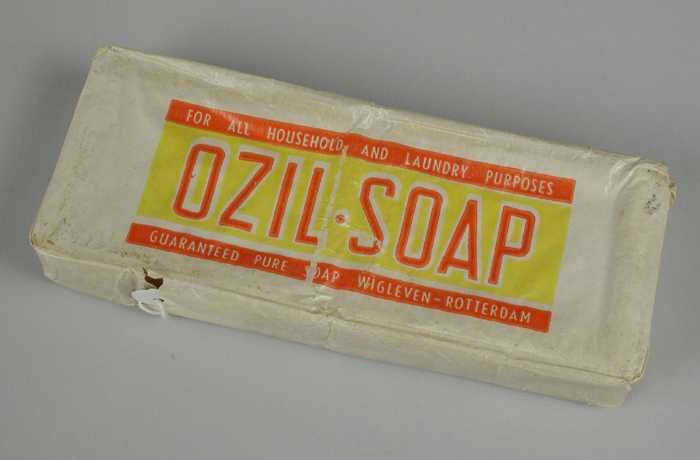 FOR ALL HOUSEHOLD AND LAUNDRY PURPOSES
OZIL · SOAP
GUARANTEED PURE SOAP WIGLEVEN-ROTTERDAM